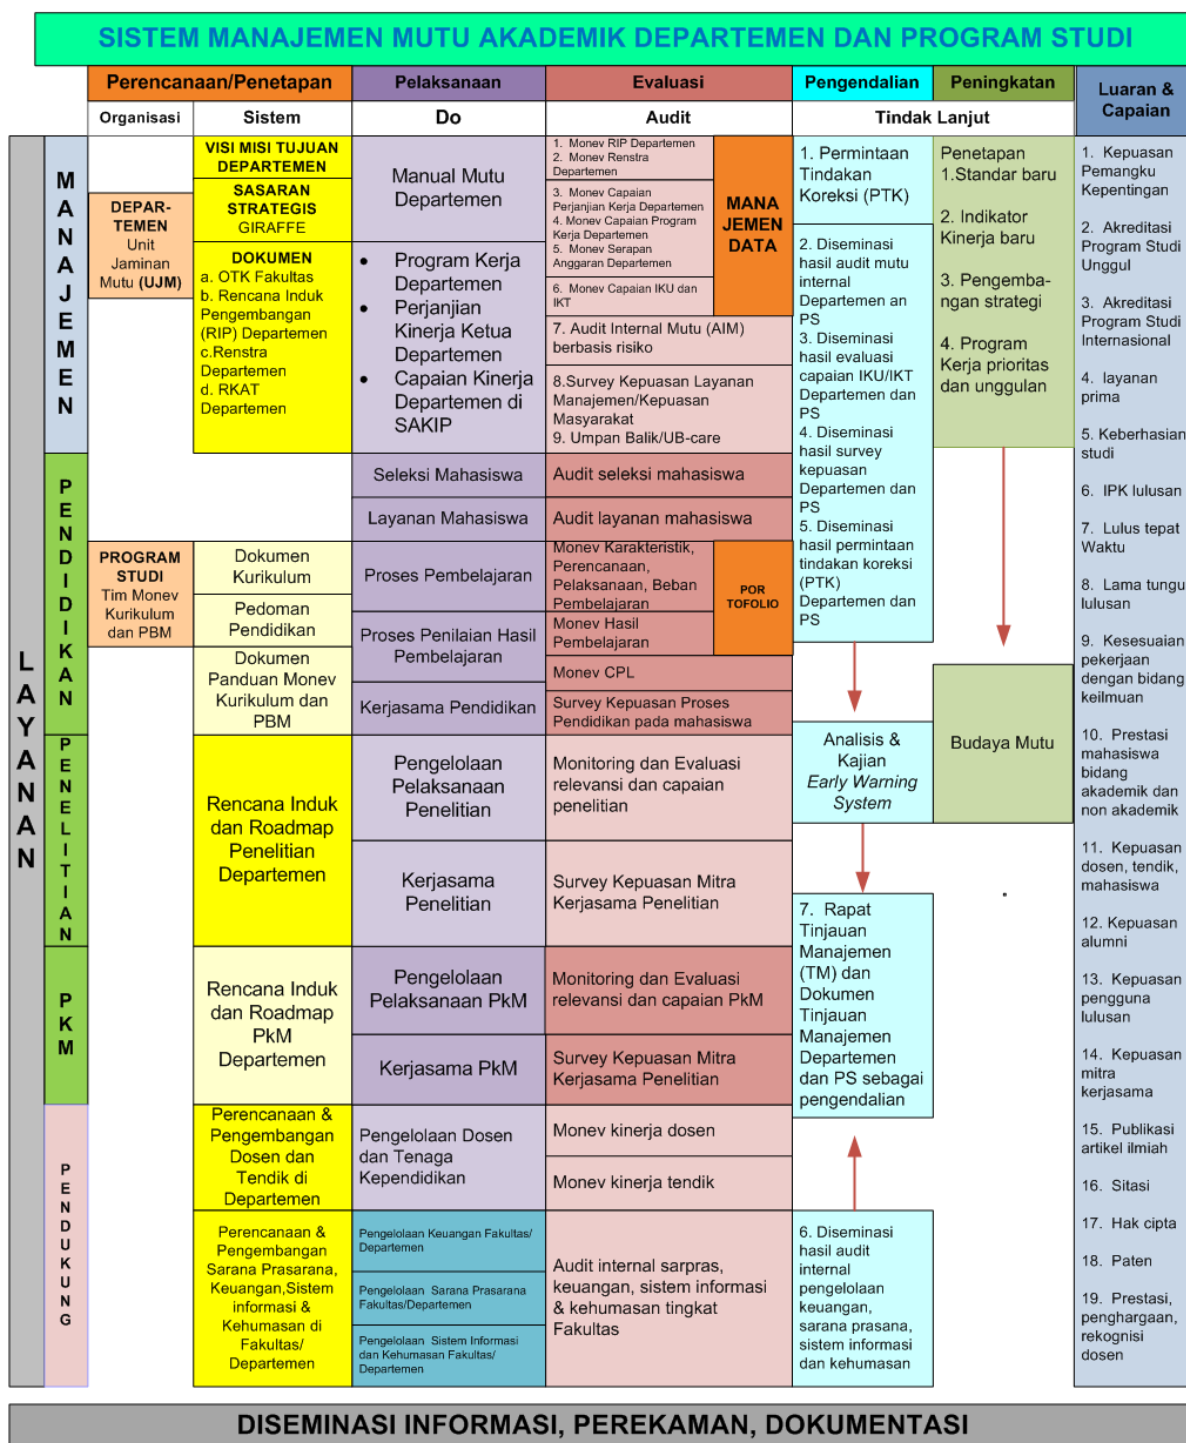 SISTEM MANAJEMEN MUTU AKADEMIK DEPARTEMEN DAN PROGRAM STUDI
Perencanaan/Penetapan
Pelaksanaan
Evaluasi
Pengendalian
Peningkatan
Luaran &
Capaian
Organisasi
Sistem
Do
Audit
Tindak Lanjut
LAYANAN
MANAJEMEN
DEPAR-
TEMEN
Unit
Jaminan
Mutu (UJM)
VISI MISI TUJUAN
DEPARTEMEN
SASARAN
STRATEGIS
GIRAFFE
DOKUMEN
a. OTK Fakultas
b. Rencana Induk
Pengembangan
(RIP) Departemen
c.Renstra
Departemen
d. RKAT
Departemen
Manual Mutu
Departemen
• Program Kerja
Departemen
• Perjanjian
Kinerja Ketua
Departemen
• Capaian Kinerja
Departemen di
SAKIP
1. Monev RIP Departemen
2. Monev Renstra
Departemen
3. Monev Capaian
Perjanjian Kerja Departemen
4. Monev Capaian Program
Kerja Departemen
5. Monev Serapan
Anggaran Departemen
6. Monev Capaian IKU dan
IKT
MANA
JEMEN
DATA
7. Audit Internal Mutu (AIM)
berbasis risiko
8.Survey Kepuasan Layanan
Manajemen/Kepuasan
Masyarakat
9. Umpan Balik/UB-care
1. Permintaan
Tindakan
Koreksi (PTK)
2. Diseminasi
hasil audit mutu
internal
Departemen an
PS
3. Diseminasi
hasil evaluasi
capaian IKU/IKT
Departemen dan
PS
4. Diseminasi
hasil survey
kepuasan
Departemen dan
PS
5. Diseminasi
hasil permintaan
tindakan koreksi
(PTK)
Departemen dan
PS
Penetapan
1.Standar baru
2. Indikator
Kinerja baru
3. Pengemba-
ngan strategi
4. Program
Kerja prioritas
dan unggulan
PENDIDIKAN
PROGRAM
STUDI
Tim Monev
Kurikulum
dan PBM
Dokumen
Kurikulum
Pedoman
Pendidikan
Dokumen
Panduan Monev
Kurikulum dan
PBM
Seleksi Mahasiswa
Layanan Mahasiswa
Proses Pembelajaran
Proses Penilaian Hasil
Pembelajaran
Kerjasama Pendidikan
Audit seleksi mahasiswa
Audit layanan mahasiswa
Monev Karakteristik,
Perencanaan,
Pelaksanaan, Beban
Pembelajaran
Monev Hasil
Pembelajaran
POR
TOFOLIO
Monev CPL
Survey Kepuasan Proses
Pendidikan pada mahasiswa
Analisis &
Kajian
Early Warning
System
Budaya Mutu
PENELITIAN
Rencana Induk
dan Roadmap
Penelitian
Departemen
Pengelolaan
Pelaksanaan
Penelitian
Kerjasama
Penelitian
Monitoring dan Evaluasi
relevansi dan capaian
penelitian
Survey Kepuasan Mitra
Kerjasama Penelitian
7. Rapat
Tinjauan
Manajemen
(TM) dan
Dokumen
Tinjauan
Manajemen
Departemen
dan PS sebagai
pengendalian
PKM
Rencana Induk
dan Roadmap
PkM
Departemen
Pengelolaan
Pelaksanaan PkM
Kerjasama PkM
Monitoring dan Evaluasi
relevansi dan capaian PkM
Survey Kepuasan Mitra
Kerjasama Penelitian
PENDUKUNG
Perencanaan &
Pengembangan
Dosen dan
Tendik di
Departemen
Pengelolaan Dosen
dan Tenaga
Kependidikan
Monev kinerja dosen
Monev kinerja tendik
Perencanaan &
Pengembangan
Sarana Prasarana,
Keuangan,Sistem
informasi &
Kehumasan di
Fakultas/
Departemen
Pengelolaan Keuangan Fakultas/
Departemen
Pengelolaan Sarana Prasarana
Fakultas/Departemen
Pengelolaan Sistem Informasi
dan Kehumasan Fakultas/
Departemen
Audit internal sarpras,
keuangan, sistem informasi
& kehumasan tingkat
Fakultas
6. Diseminasi
hasil audit
internal
pengelolaan
keuangan,
sarana prasana,
sistem informasi
dan kehumasan
1. Kepuasan
Pemangku
Kepentingan
2. Akreditasi
Program Studi
Unggul
3. Akreditasi
Program Studi
Internasional
4. layanan
prima
5. Keberhasian
studi
6. IPK lulusan
7. Lulus tepat
Waktu
8. Lama tungu
lulusan
9. Kesesuaian
pekerjaan
dengan bidang
keilmuan
10. Prestasi
mahasiswa
bidang
akademik dan
non akademik
11. Kepuasan
dosen, tendik,
mahasiswa
12. Kepuasan
alumni
13. Kepuasan
pengguna
lulusan
14. Kepuasan
mitra
kerjasama
15. Publikasi
artikel ilmiah
16. Sitasi
17. Hak cipta
18. Paten
19. Prestasi,
penghargaan,
rekognisi
dosen
DISEMINASI INFORMASI, PEREKAMAN, DOKUMENTASI